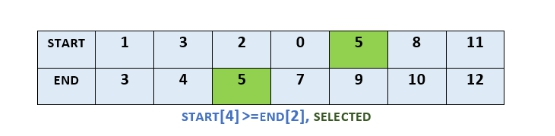 START 1 3 2 0 5 8 11
END 3 4 5 7 9 10 12
START[4]>=END[2], SELECTED